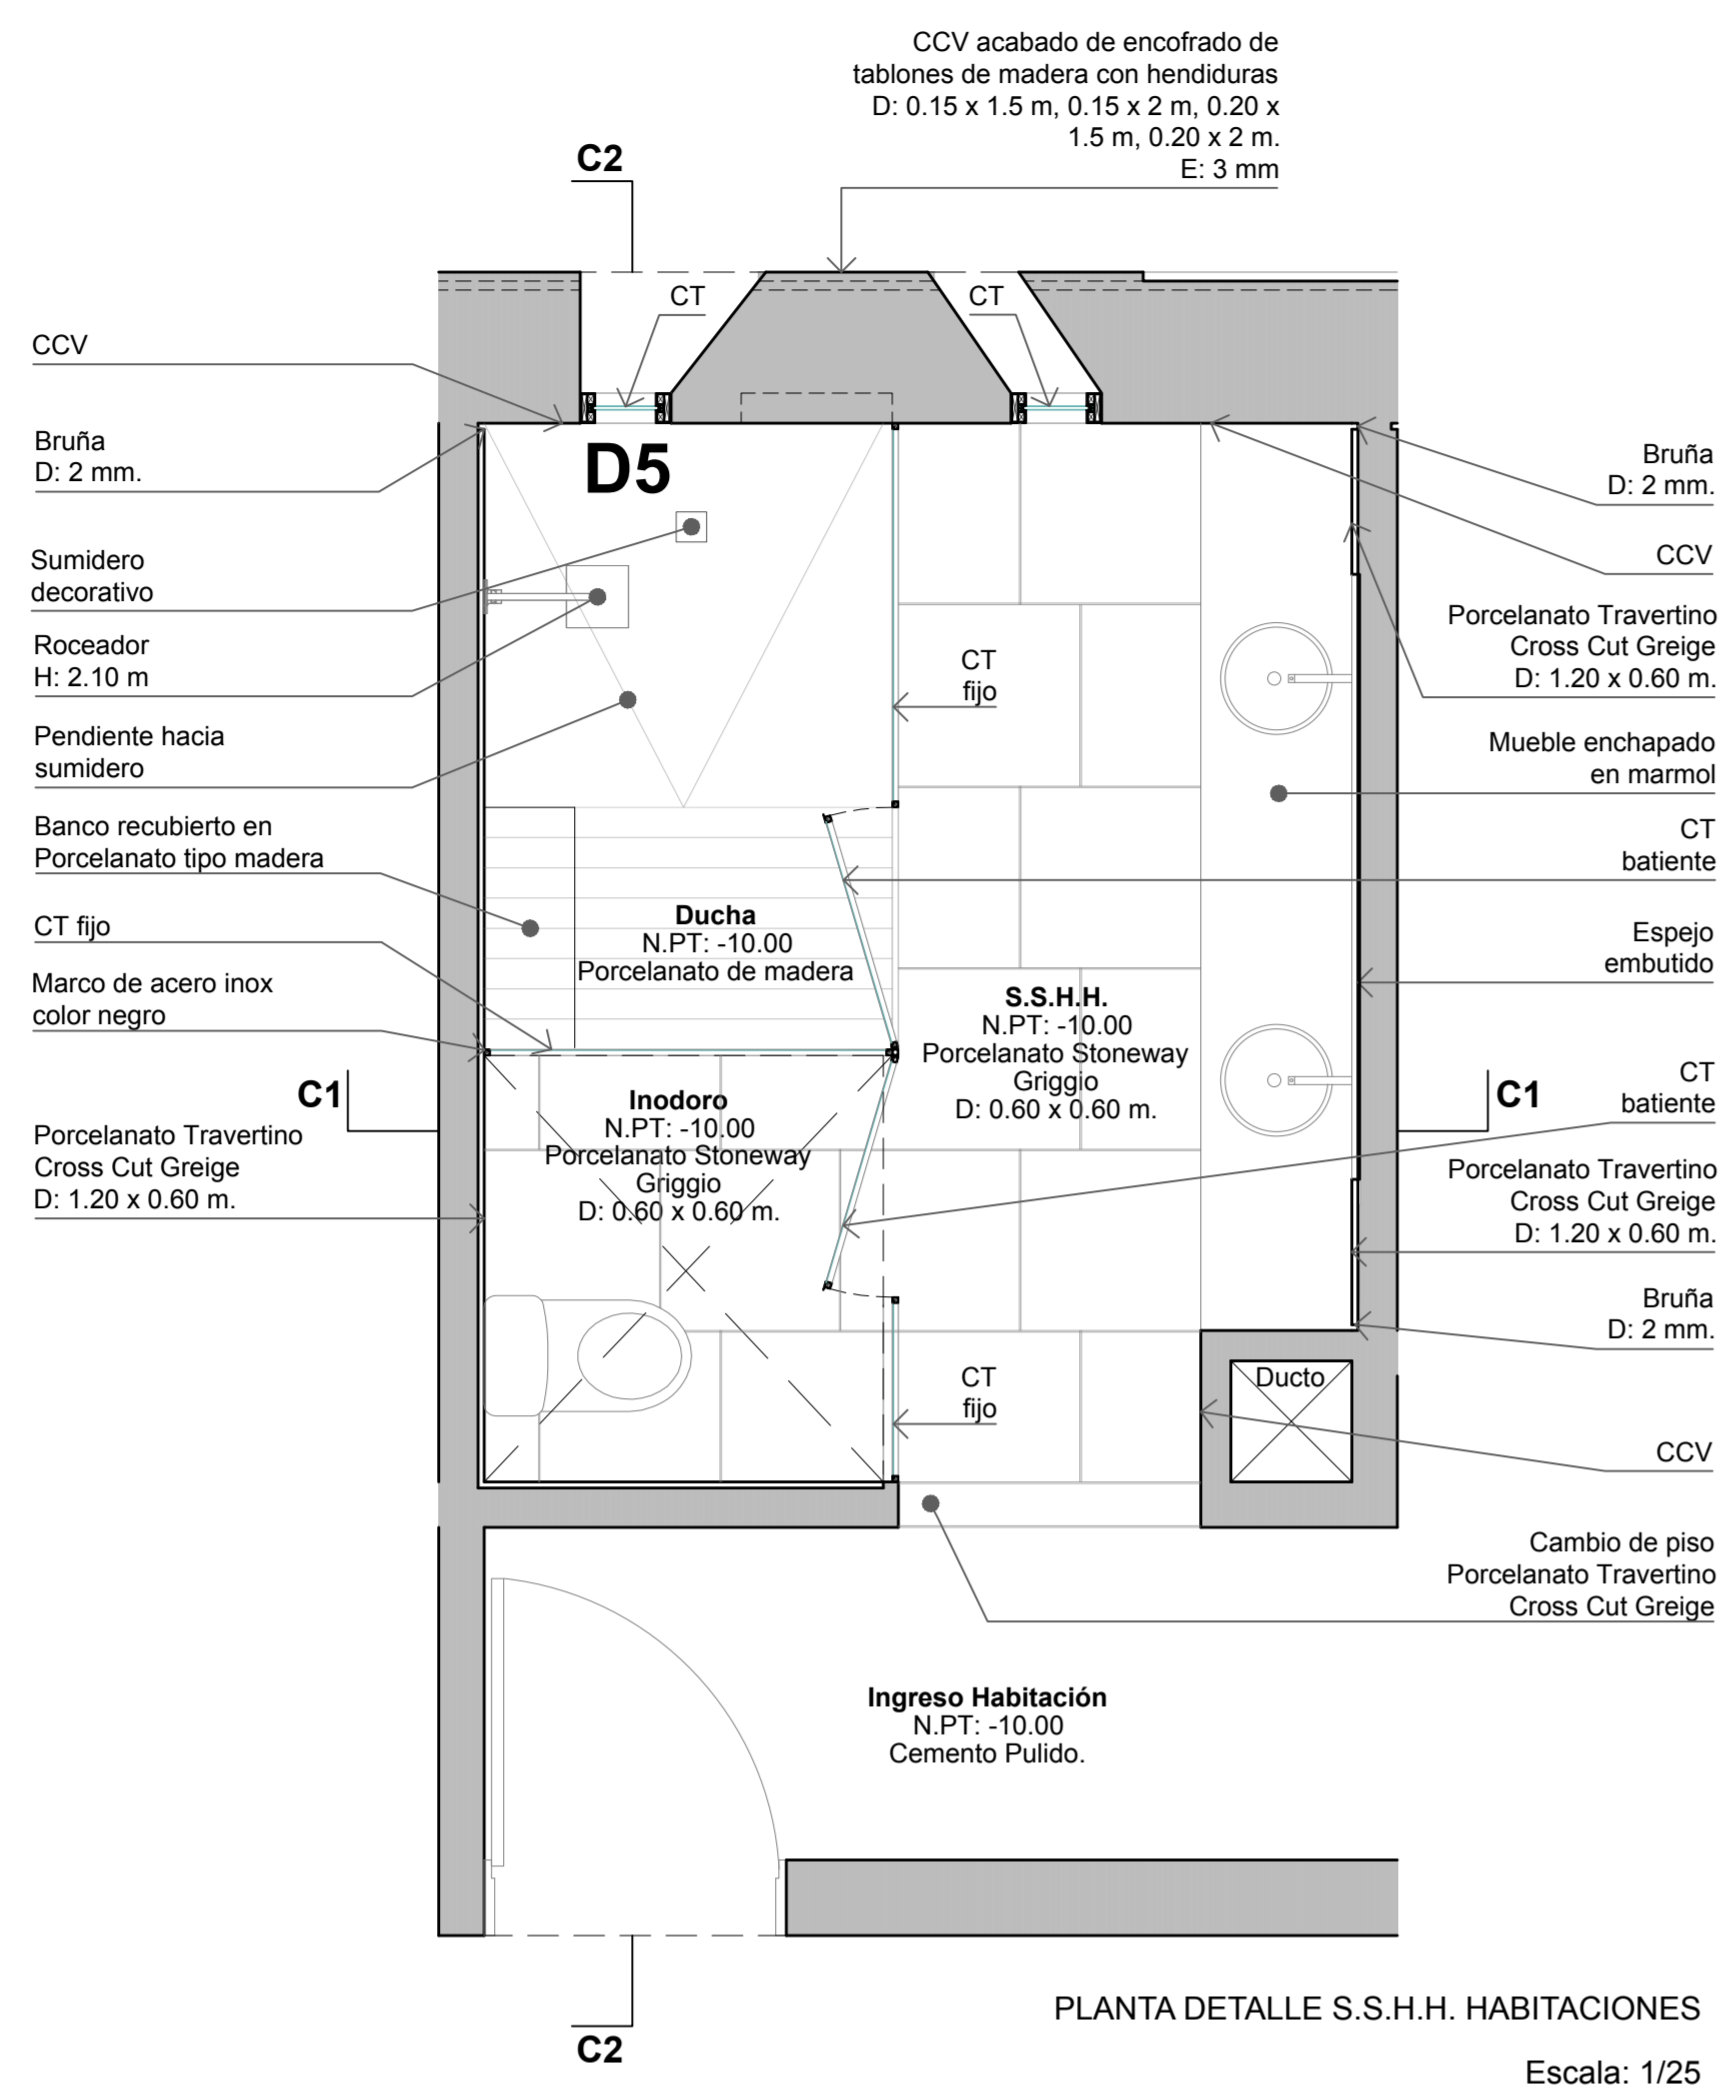 CCV acabado de encofrado de
tablones de madera con hendiduras
D: 0.15 x 1.5 m, 0.15 x 2 m, 0.20 x
1.5 m, 0.20 x 2 m.
E: 3 mm
C2
CT
CT
CCV
Bruña
D: 2 mm.
D5
Sumidero
decorativo
Roceador
H: 2.10 m
Pendiente hacia
sumidero
Banco recubierto en
Porcelanato tipo madera
CT fijo
Marco de acero inox
color negro
C1
Porcelanato Travertino
Cross Cut Greige
D: 1.20 x 0.60 m.
CT
fijo
Ducha
N.PT: -10.00
Porcelanato de madera
S.S.H.H.
N.PT: -10.00
Porcelanato Stoneway
Griggio
D: 0.60 x 0.60 m.
Inodoro
N.PT: -10.00
Porcelanato Stoneway
Griggio
D: 0.60 x 0.60 m.
CT
fijo
Ducto
Bruña
D: 2 mm.
CCV
Porcelanato Travertino
Cross Cut Greige
D: 1.20 x 0.60 m.
Mueble enchapado
en marmol
CT
batiente
Espejo
embutido
C1
CT
batiente
Porcelanato Travertino
Cross Cut Greige
D: 1.20 x 0.60 m.
Bruña
D: 2 mm.
CCV
Cambio de piso
Porcelanato Travertino
Cross Cut Greige
Ingreso Habitación
N.PT: -10.00
Cemento Pulido.
C2
PLANTA DETALLE S.S.H.H. HABITACIONES
Escala: 1/25